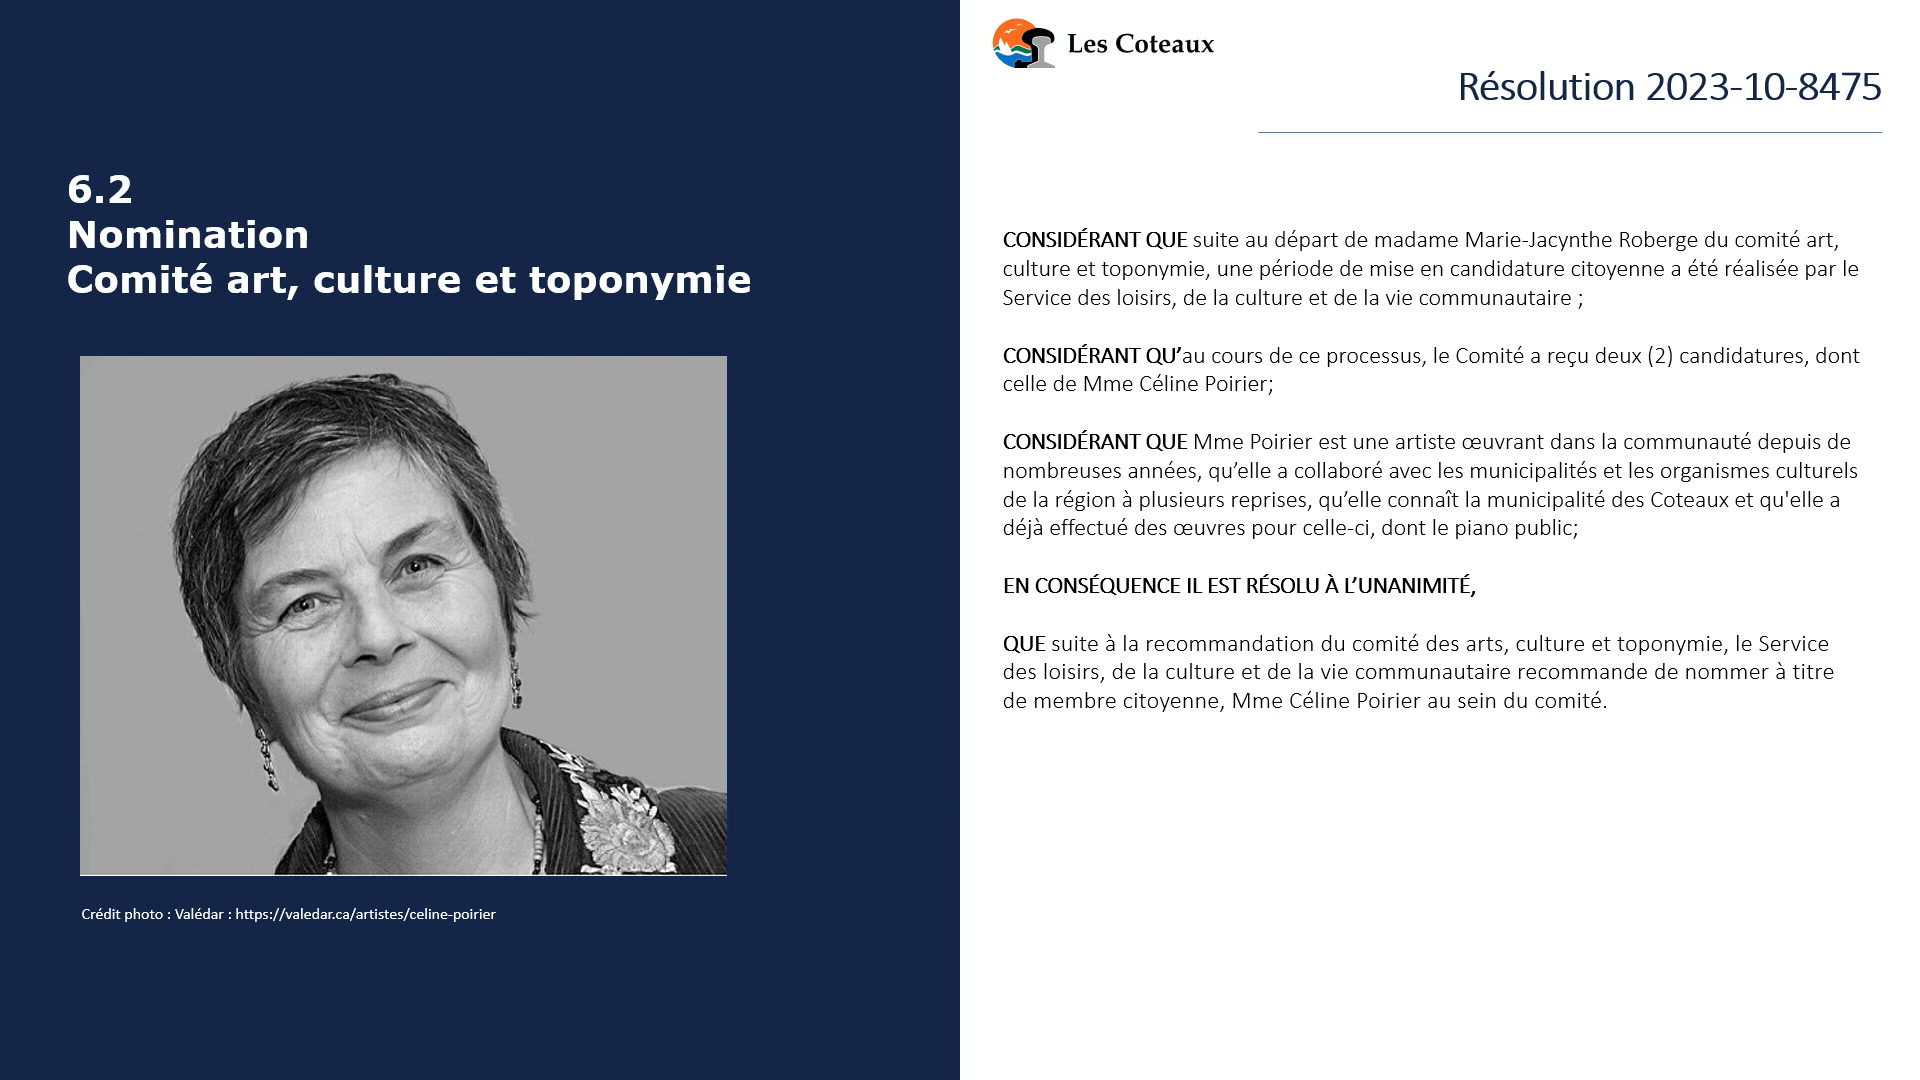 Les Coteaux
Résolution 2023-10-8475
6.2
Nomination
Comité art, culture et toponymie
Crédit photo : Valédar : https://valedar.ca/artistes/celine-poirier
CONSIDÉRANT QUE suite au départ de madame Marie-Jacynthe Roberge du comité art,
culture et toponymie, une période de mise en candidature citoyenne a été réalisée par le
Service des loisirs, de la culture et de la vie communautaire ;
CONSIDÉRANT QU’au cours de ce processus, le Comité a reçu deux (2) candidatures, dont
celle de Mme Céline Poirier;
CONSIDÉRANT QUE Mme Poirier est une artiste œuvrant dans la communauté depuis de
nombreuses années, qu’elle a collaboré avec les municipalités et les organismes culturels
de la région à plusieurs reprises, qu’elle connaît la municipalité des Coteaux et qu'elle a
déjà effectué des œuvres pour celle-ci, dont le piano public;
EN CONSÉQUENCE IL EST RÉSOLU À L’UNANIMITÉ,
QUE suite à la recommandation du comité des arts, culture et toponymie, le Service
des loisirs, de la culture et de la vie communautaire recommande de nommer à titre
de membre citoyenne, Mme Céline Poirier au sein du comité.